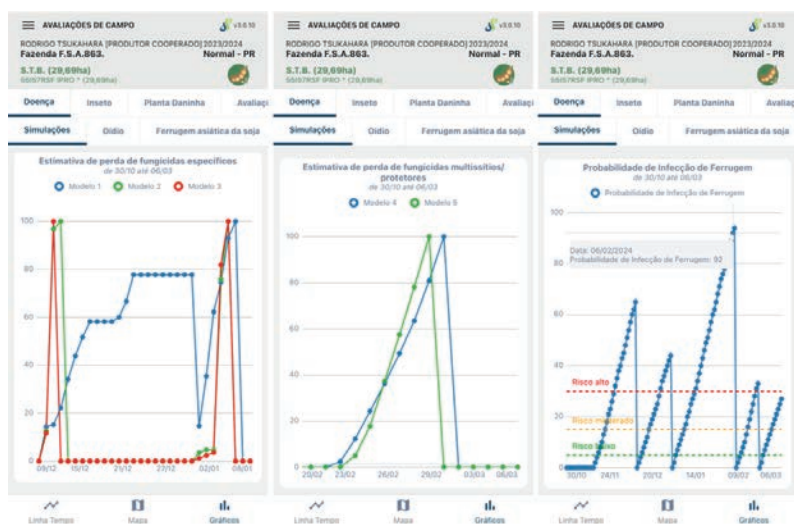 AVALIAÇÕES DE CAMPO
v3.0.10
RODRIGO TSUKAHARA [PRODUTOR COOPERADO] 2023/2024
Fazenda F.S.A.863.
Normal - PR
S.T.B. (29,69ha)
Doença
Inseto
Planta Daninha
Avaliaç
Simulações
Oídio
Ferrugem asiática da soja
Estimativa de perda de fungicidas específicos
de 30/10 até 06/03
Modelo 1
Modelo 2
Modelo 3
100
80
60
40
20
0
09/12
15/12
21/12
27/12
02/01
08/01
Linha Tempo
Mapa
Gráficos
AVALIAÇÕES DE CAMPO
v3.0.10
RODRIGO TSUKAHARA [PRODUTOR COOPERADO] 2023/2024
Fazenda F.S.A.863.
Normal - PR
S.T.B. (29,69ha)
Doença
Inseto
Planta Daninha
Avaliaç
Simulações
Oídio
Ferrugem asiática da soja
Estimativa de perda de fungicidas multissítios/
protetores
de 30/10 até 06/03
Modelo 4
Modelo 5
100
80
60
40
20
0
20/02
23/02
26/02
29/02
03/03
06/03
Linha Tempo
Mapa
Gráficos
AVALIAÇÕES DE CAMPO
v3.0.10
RODRIGO TSUKAHARA [PRODUTOR COOPERADO] 2023/2024
Fazenda F.S.A.863.
Normal - PR
S.T.B. (29,69ha)
Doença
Inseto
Planta Daninha
Avaliaç
Simulações
Oídio
Ferrugem asiática da soja
Probabilidade de Infecção de Ferrugem
de 30/10 até 06/03
Probabilidade de Infecção de Ferrugem
100
Data: 06/02/2024
Probabilidade de Infecção de Ferrugem: 92
80
60
40
Risco alto
20
Risco moderado
Risco baixo
0
30/10
24/11
20/12
14/01
09/02
06/03
Linha Tempo
Mapa
Gráficos